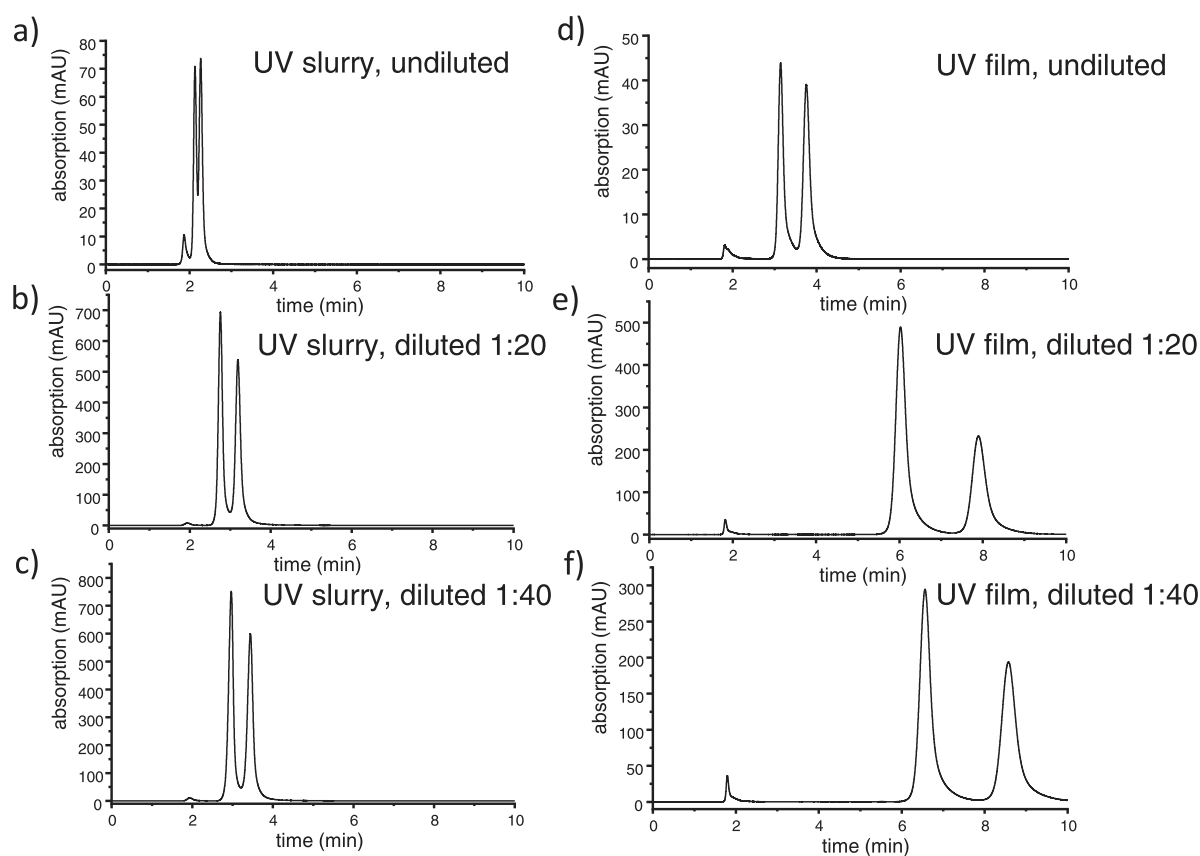 a)
UV slurry, undiluted
absorption (mAU)
80
70
60
50
40
30
20
10
0
0 2 4 6 8 10
time (min)
b)
UV slurry, diluted 1:20
absorption (mAU)
700
600
500
400
300
200
100
0
0 2 4 6 8 10
time (min)
c)
UV slurry, diluted 1:40
absorption (mAU)
800
700
600
500
400
300
200
100
0
0 2 4 6 8 10
time (min)
d)
UV film, undiluted
absorption (mAU)
50
40
30
20
10
0
0 2 4 6 8 10
time (min)
e)
UV film, diluted 1:20
absorption (mAU)
500
400
300
200
100
0
0 2 4 6 8 10
time (min)
f)
UV film, diluted 1:40
absorption (mAU)
300
250
200
150
100
50
0
0 2 4 6 8 10
time (min)